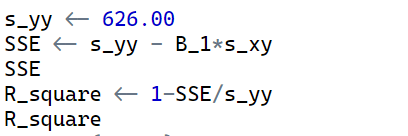 s_yy <- 626.00
SSE <- s_yy - B_1*s_xy
SSE
R_square <- 1-SSE/s_yy
R_square